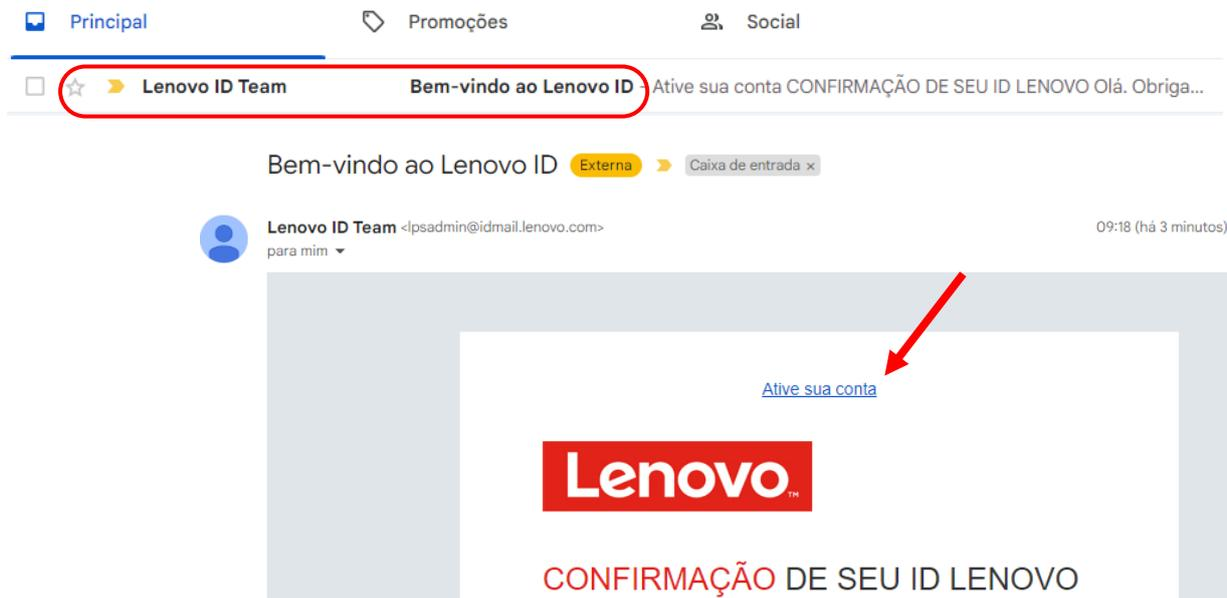 Principal Promoções Social
Lenovo ID Team Bem-vindo ao Lenovo ID - Ative sua conta CONFIRMAÇÃO DE SEU ID LENOVO Olá. Obriga...
Bem-vindo ao Lenovo ID Externa Caixa de entrada ×
Lenovo ID Team <lpsadmin@idmail.lenovo.com> 09:18 (há 3 minutos)
para mim
Ative sua conta
Lenovo™
CONFIRMAÇÃO DE SEU ID LENOVO